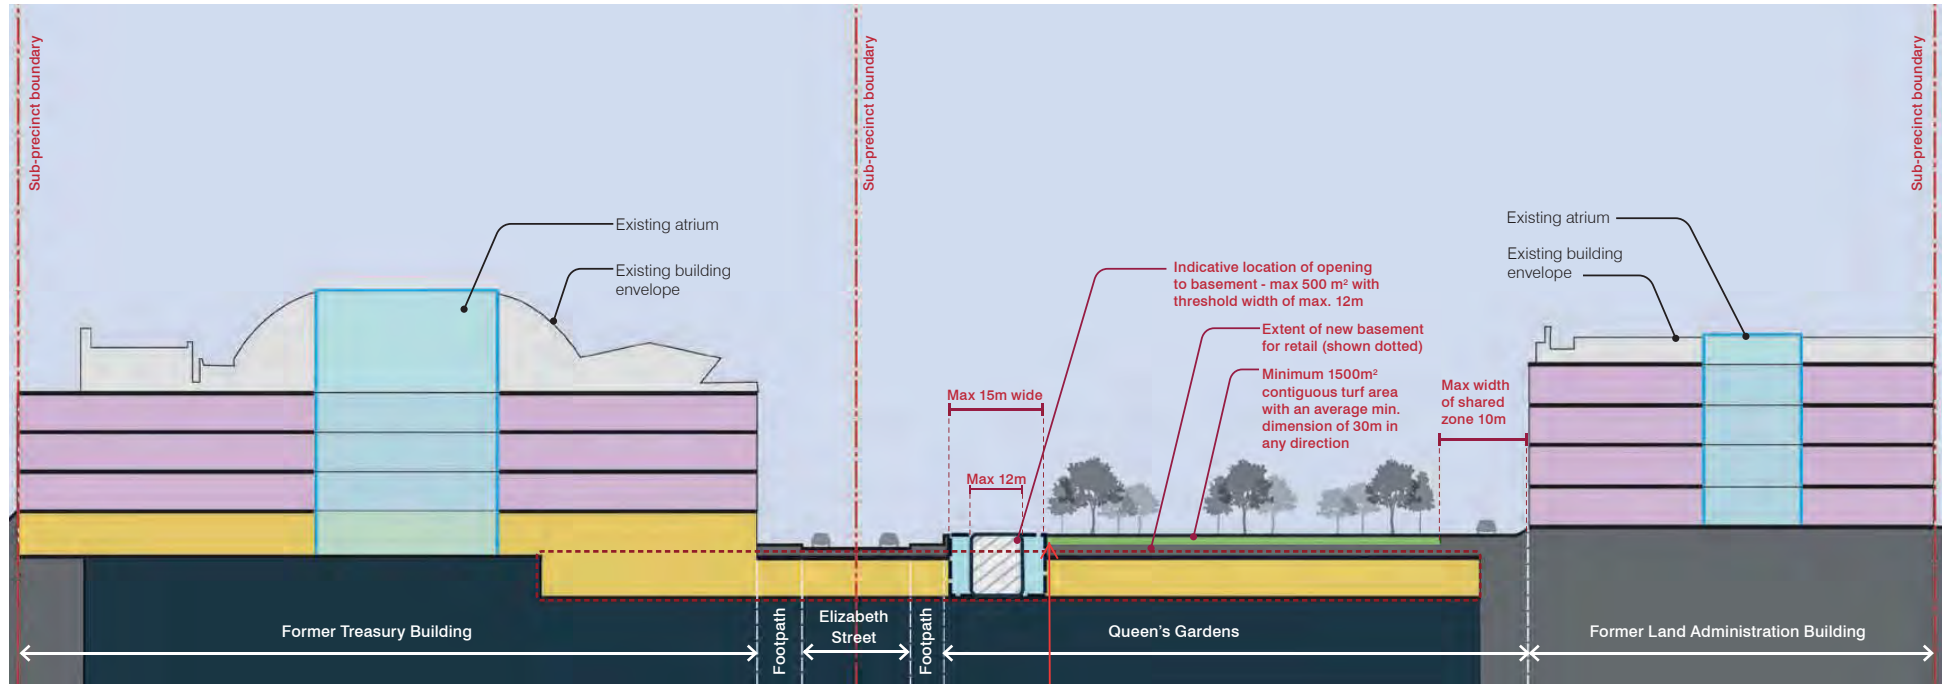 Sub-precinct boundary
Sub-precinct boundary
Sub-precinct boundary
Existing atrium
Existing building
envelope
Existing atrium
Existing building
envelope
Indicative location of opening
to basement - max 500 m² with
threshold width of max. 12m
Extent of new basement
for retail (shown dotted)
Minimum 1500m²
contiguous turf area
with an average min.
dimension of 30m in
any direction
Max width
of shared
zone 10m
Max 15m wide
Max 12m
Former Treasury Building
Footpath
Elizabeth
Street
Footpath
Queen's Gardens
Former Land Administration Building